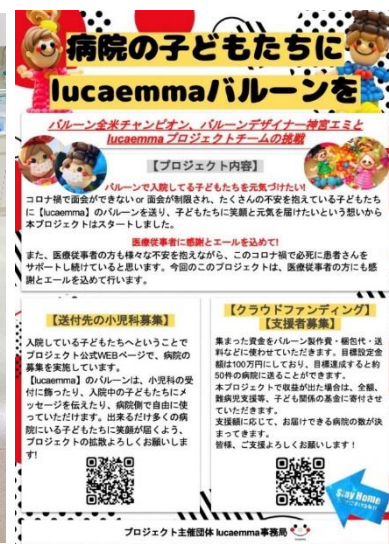 病院の子どもたちに
lucaemmaバルーンを
バルーン全米チャンピオン、バルーンデザイナー神宮エミと
lucaemmaプロジェクトチームの挑戦
【プロジェクト内容】
バルーンで入院してる子どもたちを元気づけたい!
コロナ禍で面会ができない or 面会が制限され、たくさんの不安を抱えている子どもたち
に【lucaemma】のバルーンを送り、子どもたちに笑顔と元気を届けたいという想いから
本プロジェクトはスタートしました。
医療従事者に感謝とエールを込めて!
また、医療従事者の方も様々な不安を抱えながら、このコロナ禍で必死に患者さんを
サポートし続けていると思います。今回のこのプロジェクトは、医療従事者の方にも感
謝とエールを込めて行います。
【送付先の小児科募集】
入院している子どもたちへということで
プロジェクト公式WEBページで、病院の
募集を実施しています。
【lucaemma】のバルーンは、小児科の受
付に飾ったり、入院中の子どもたちにメ
ッセージを伝えたり、病院側で自由に使
っていただけます。出来るだけ多くの病
院にいる子どもたちに笑顔が届くよう、
プロジェクトの拡散よろしくお願いしま
す!
【クラウドファンディング】
【支援者募集】
集まった資金をバルーン製作費・梱包代・送
料などに使わせていただきます。目標設定金
額は100万円にしており、目標達成すると約
50件の病院に送ることができます。
本プロジェクトで収益が出た場合は、全額、
難病児支援等、子ども関係の基金に寄付させ
ていただきます。
支援額に応じて、お届けできる病院の数が決
まってきます。
皆様、ご支援よろしくお願いします!
Stay Home
プロジェクト主催団体 lucaemma事務局